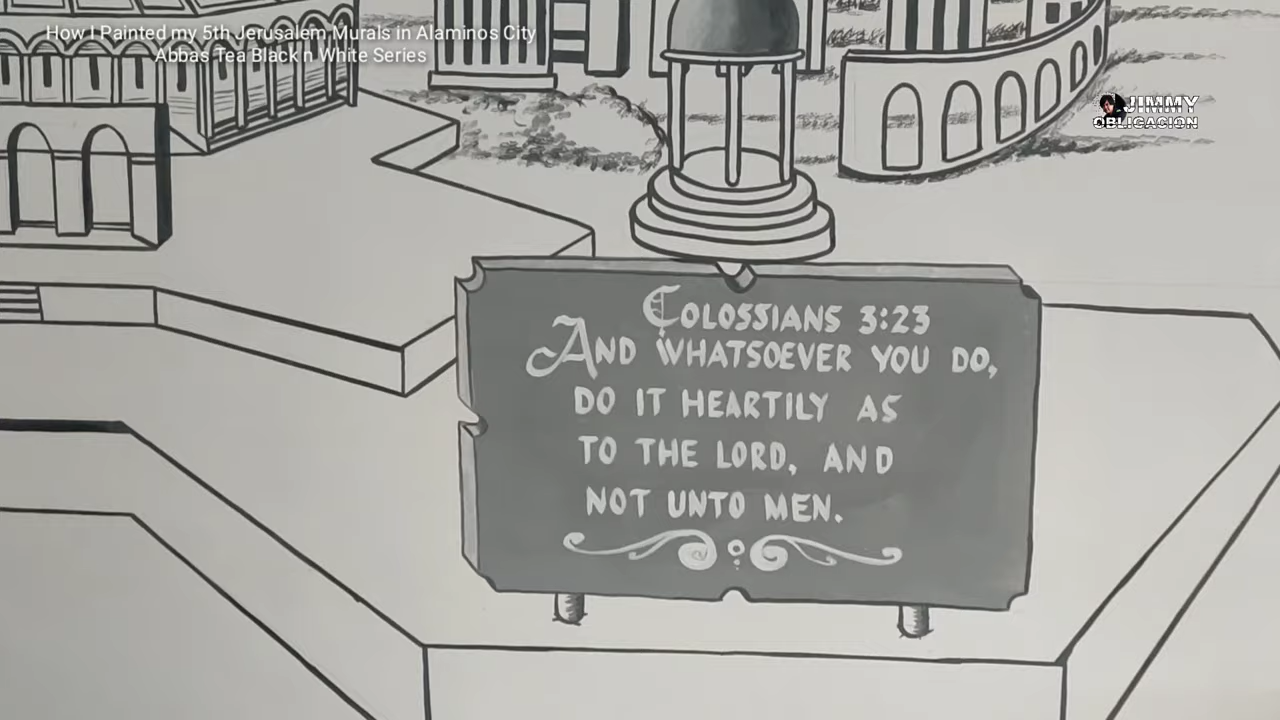 How I Painted my 5th Jerusalem Murals in Alaminos City
Abbas Tea Black n White Series
JIMMY
OBLIGACION
COLOSSIANS 3:23
AND WHATSOEVER YOU DO,
DO IT HEARTILY AS
TO THE LORD, AND
NOT UNTO MEN.